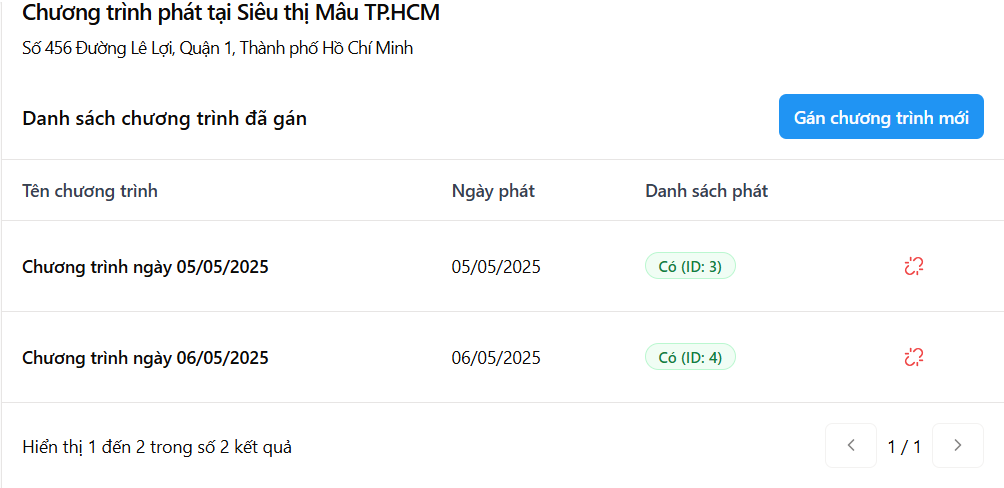 Chương trình phát tại Siêu thị Mẫu TP.HCM
Số 456 Đường Lê Lợi, Quận 1, Thành phố Hồ Chí Minh
Danh sách chương trình đã gán
Gán chương trình mới
Tên chương trình Ngày phát Danh sách phát
Chương trình ngày 05/05/2025 05/05/2025 Có (ID: 3)
Chương trình ngày 06/05/2025 06/05/2025 Có (ID: 4)
Hiển thị 1 đến 2 trong số 2 kết quả 1 / 1